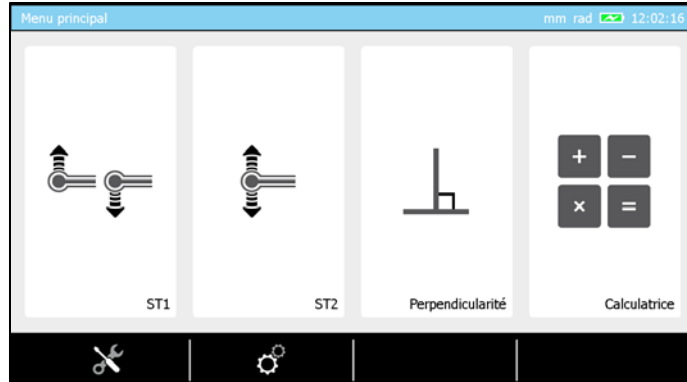 Menu principal mm rad 12:02:16
+ −
× =
ST1 ST2 Perpendicularité Calculatrice